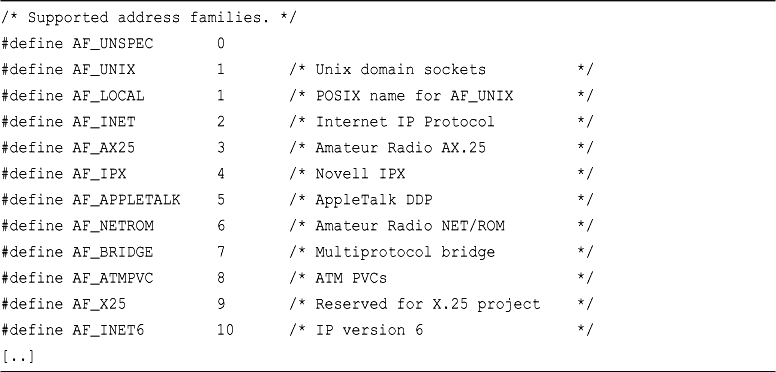 /* Supported address families. */
#define AF_UNSPEC       0
#define AF_UNIX         1       /* Unix domain sockets          */
#define AF_LOCAL        1       /* POSIX name for AF_UNIX       */
#define AF_INET         2       /* Internet IP Protocol         */
#define AF_AX25         3       /* Amateur Radio AX.25          */
#define AF_IPX          4       /* Novell IPX                   */
#define AF_APPLETALK    5       /* AppleTalk DDP                */
#define AF_NETROM       6       /* Amateur Radio NET/ROM        */
#define AF_BRIDGE       7       /* Multiprotocol bridge         */
#define AF_ATMPVC       8       /* ATM PVCs                     */
#define AF_X25          9       /* Reserved for X.25 project    */
#define AF_INET6        10      /* IP version 6                 */
[..]